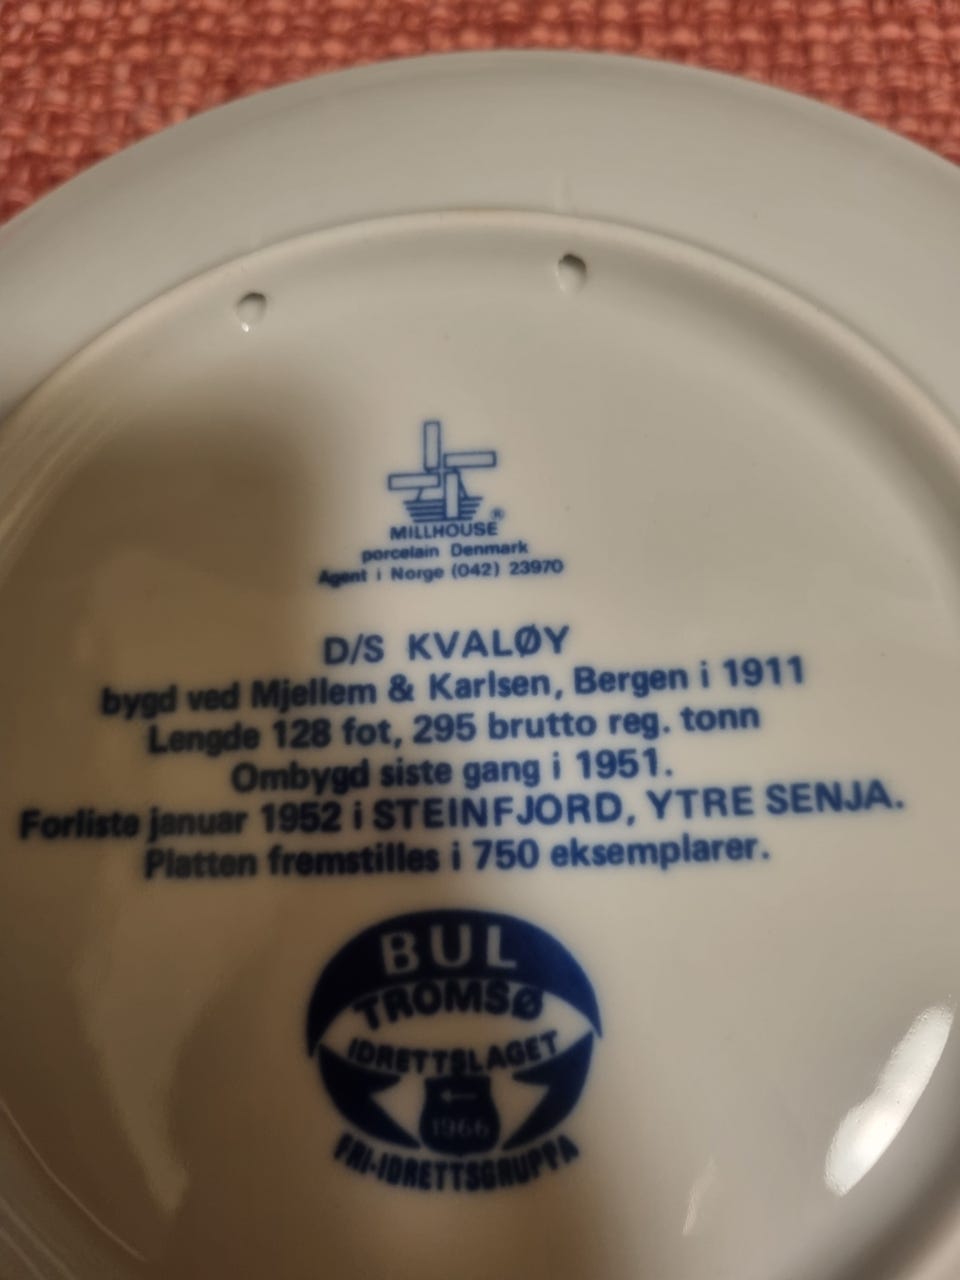 MILLHOUSE ®
porcelain Denmark
Agent i Norge (042) 23970
D/S KVALØY
bygd ved Mjellem & Karlsen, Bergen i 1911
Lengde 128 fot, 295 brutto reg. tonn
Ombygd siste gang i 1951.
Forliste januar 1952 i STEINFJORD, YTRE SENJA.
Platten fremstilles i 750 eksemplarer.
BUL
TROMSØ
IDRETTSLAGET
1966
FRI-IDRETTSGRUPPA